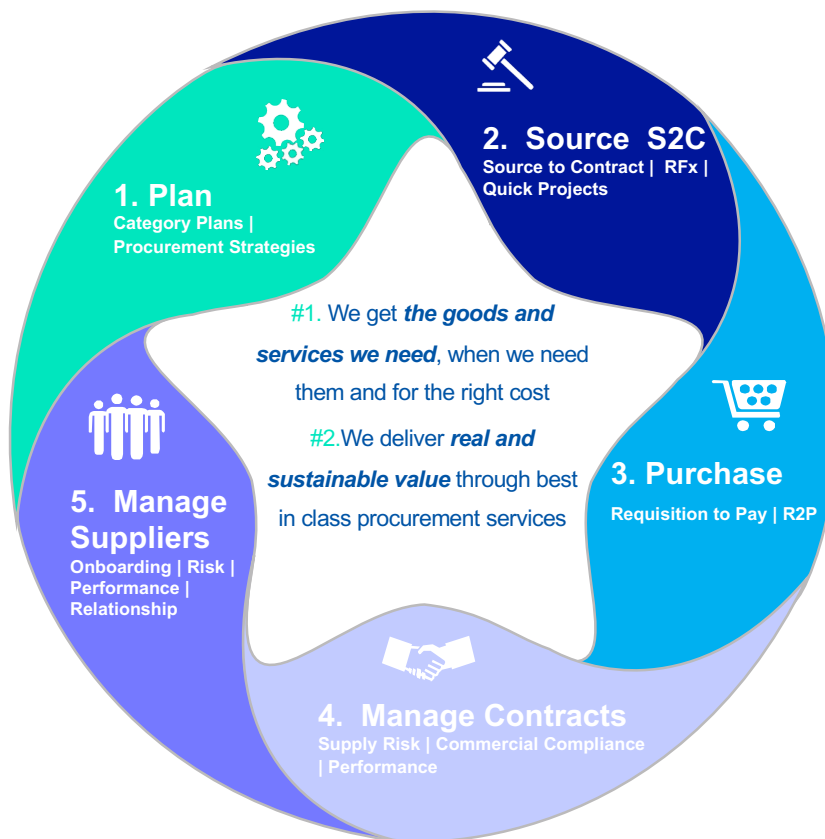 1. Plan
Category Plans |
Procurement Strategies
2.  Source  S2C
Source to Contract |  RFx |
Quick Projects
3. Purchase
Requisition to Pay | R2P
4.  Manage Contracts
Supply Risk | Commercial Compliance
| Performance
5.  Manage
Suppliers
Onboarding | Risk |
Performance |
Relationship
#1. We get the goods and
services we need, when we need
them and for the right cost
#2.We deliver real and
sustainable value through best
in class procurement services